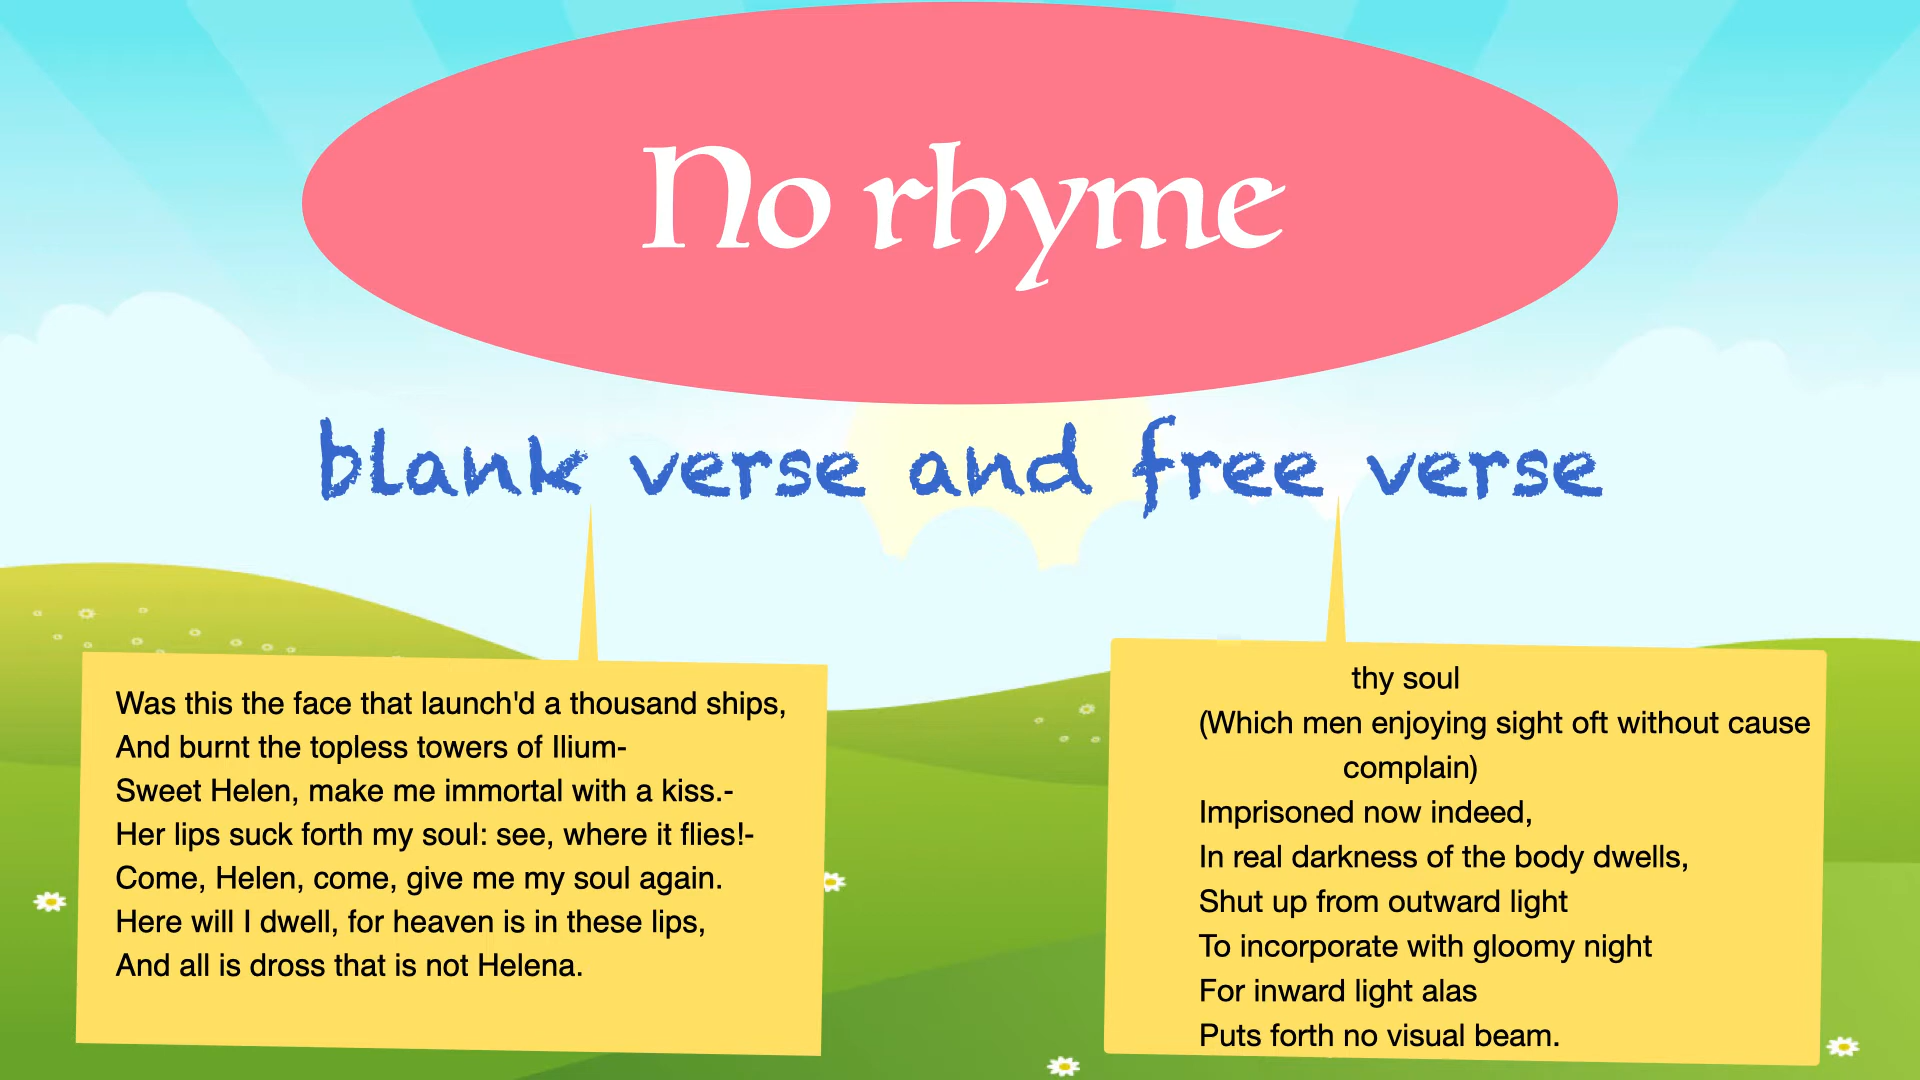 No rhyme
blank verse and free verse
Was this the face that launch'd a thousand ships,
And burnt the topless towers of Ilium-
Sweet Helen, make me immortal with a kiss.-
Her lips suck forth my soul: see, where it flies!-
Come, Helen, come, give me my soul again.
Here will I dwell, for heaven is in these lips,
And all is dross that is not Helena.
thy soul
(Which men enjoying sight oft without cause
complain)
Imprisoned now indeed,
In real darkness of the body dwells,
Shut up from outward light
To incorporate with gloomy night
For inward light alas
Puts forth no visual beam.